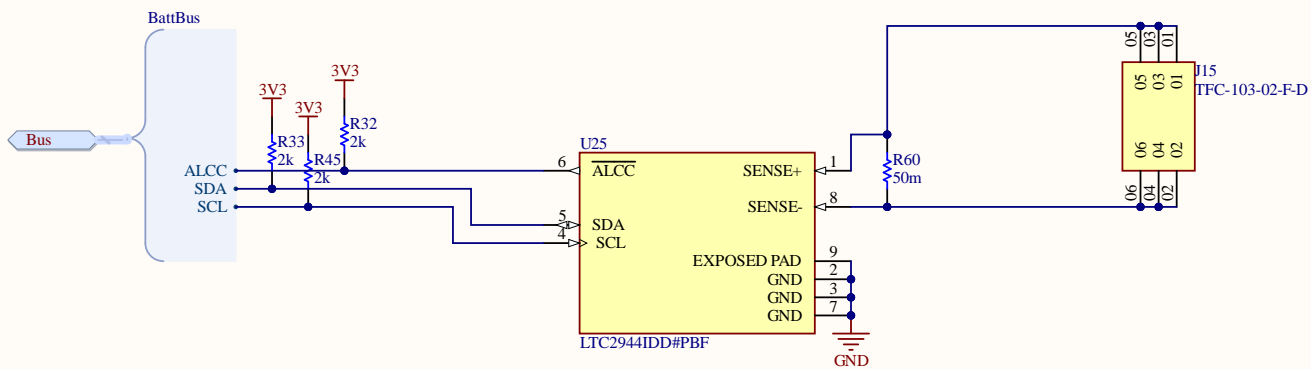 BattBus
Bus
3V3
3V3
3V3
R33
2k
R45
2k
R32
2k
ALCC
SDA
SCL
U25
6
ALCC
5
SDA
4
SCL
SENSE+
1
SENSE-
8
EXPOSED PAD
9
GND
2
GND
3
GND
7
LTC2944IDD#PBF
GND
R60
50m
05
03
01
05
03
01
J15
TFC-103-02-F-D
06
04
02
06
04
02